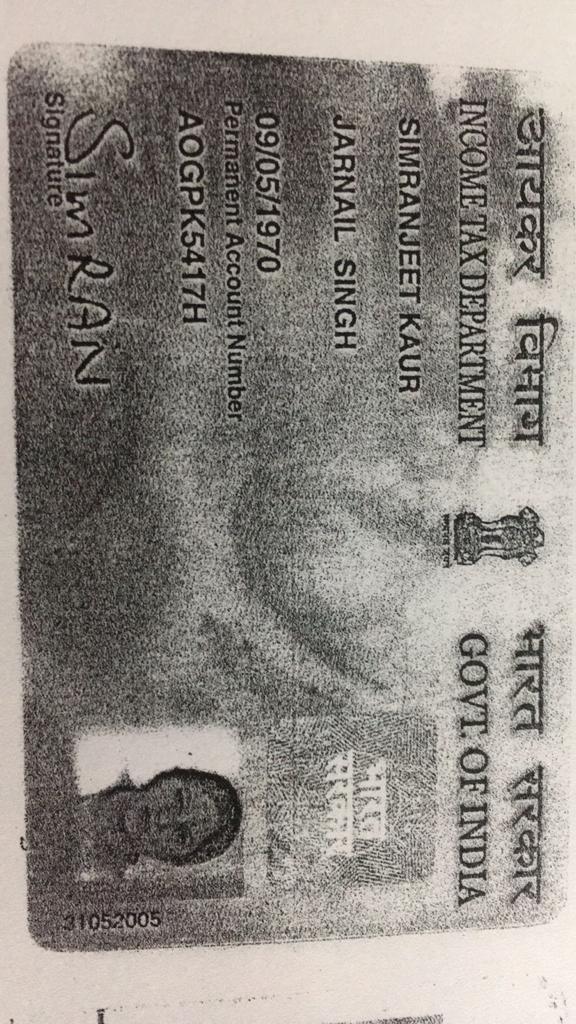 आयकर विभाग
INCOME TAX DEPARTMENT
सत्यमेव जयते
भारत सरकार
GOVT. OF INDIA
SIMRANJEET KAUR
JARNAIL SINGH
09/05/1970
Permanent Account Number
AOGPK5417H
SimRAN
Signature
भारत
सरकार
31052005